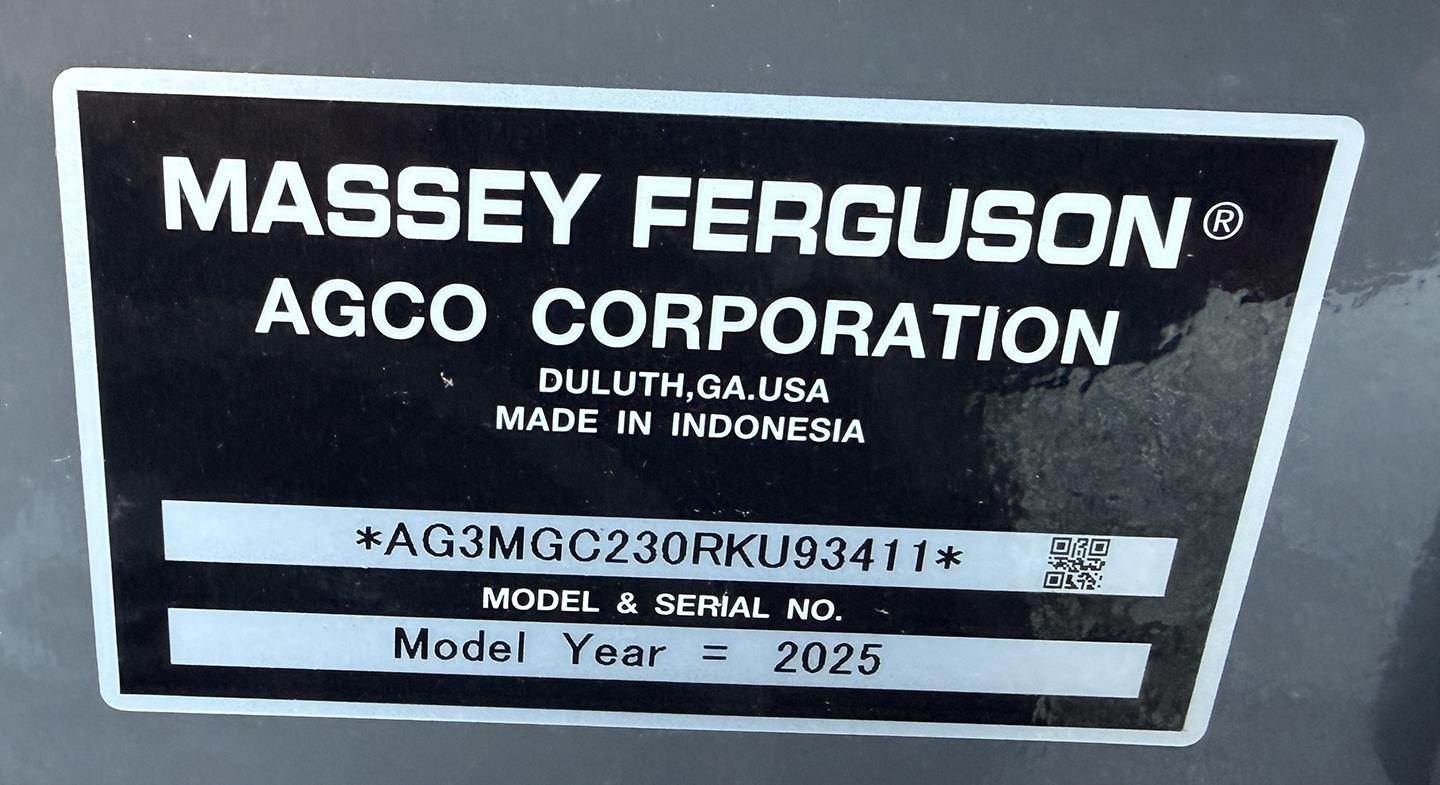 MASSEY FERGUSON®
AGCO CORPORATION
DULUTH,GA.USA
MADE IN INDONESIA
*AG3MGC230RKU93411*
MODEL & SERIAL NO.
Model Year = 2025